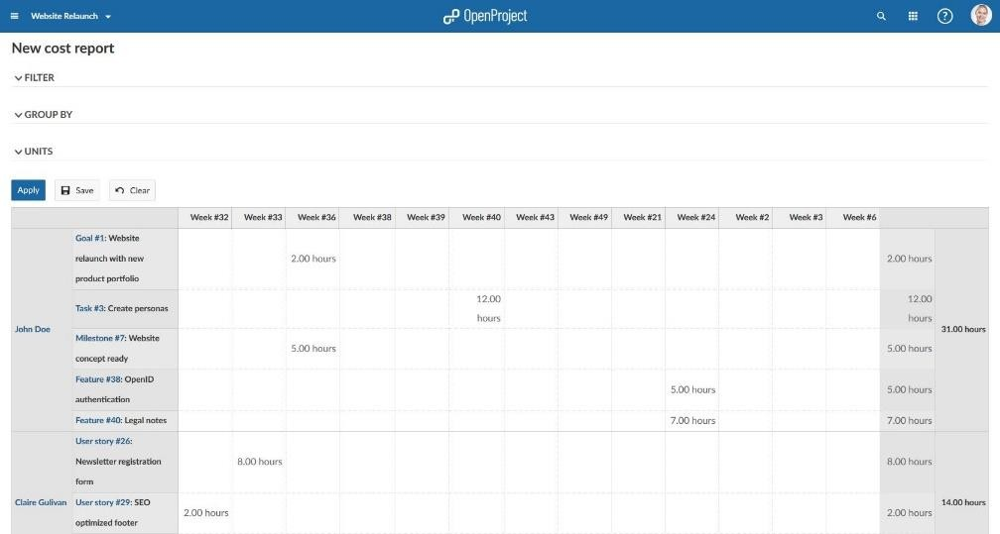 Website Relaunch
OpenProject
New cost report
FILTER
GROUP BY
UNITS
Apply Save Clear
Week #32 Week #33 Week #36 Week #38 Week #39 Week #40 Week #43 Week #49 Week #21 Week #24 Week #2 Week #3 Week #6
John Doe
Goal #1: Website
relaunch with new
product portfolio
2.00 hours 2.00 hours
Task #3: Create personas
12.00
hours
12.00
hours
Milestone #7: Website
concept ready
5.00 hours 5.00 hours
Feature #38: OpenID
authentication
5.00 hours 5.00 hours
Feature #40: Legal notes 7.00 hours 7.00 hours
31.00 hours
Claire Gulivan
User story #26:
Newsletter registration
form
8.00 hours 8.00 hours
User story #29: SEO
optimized footer
2.00 hours 2.00 hours
14.00 hours